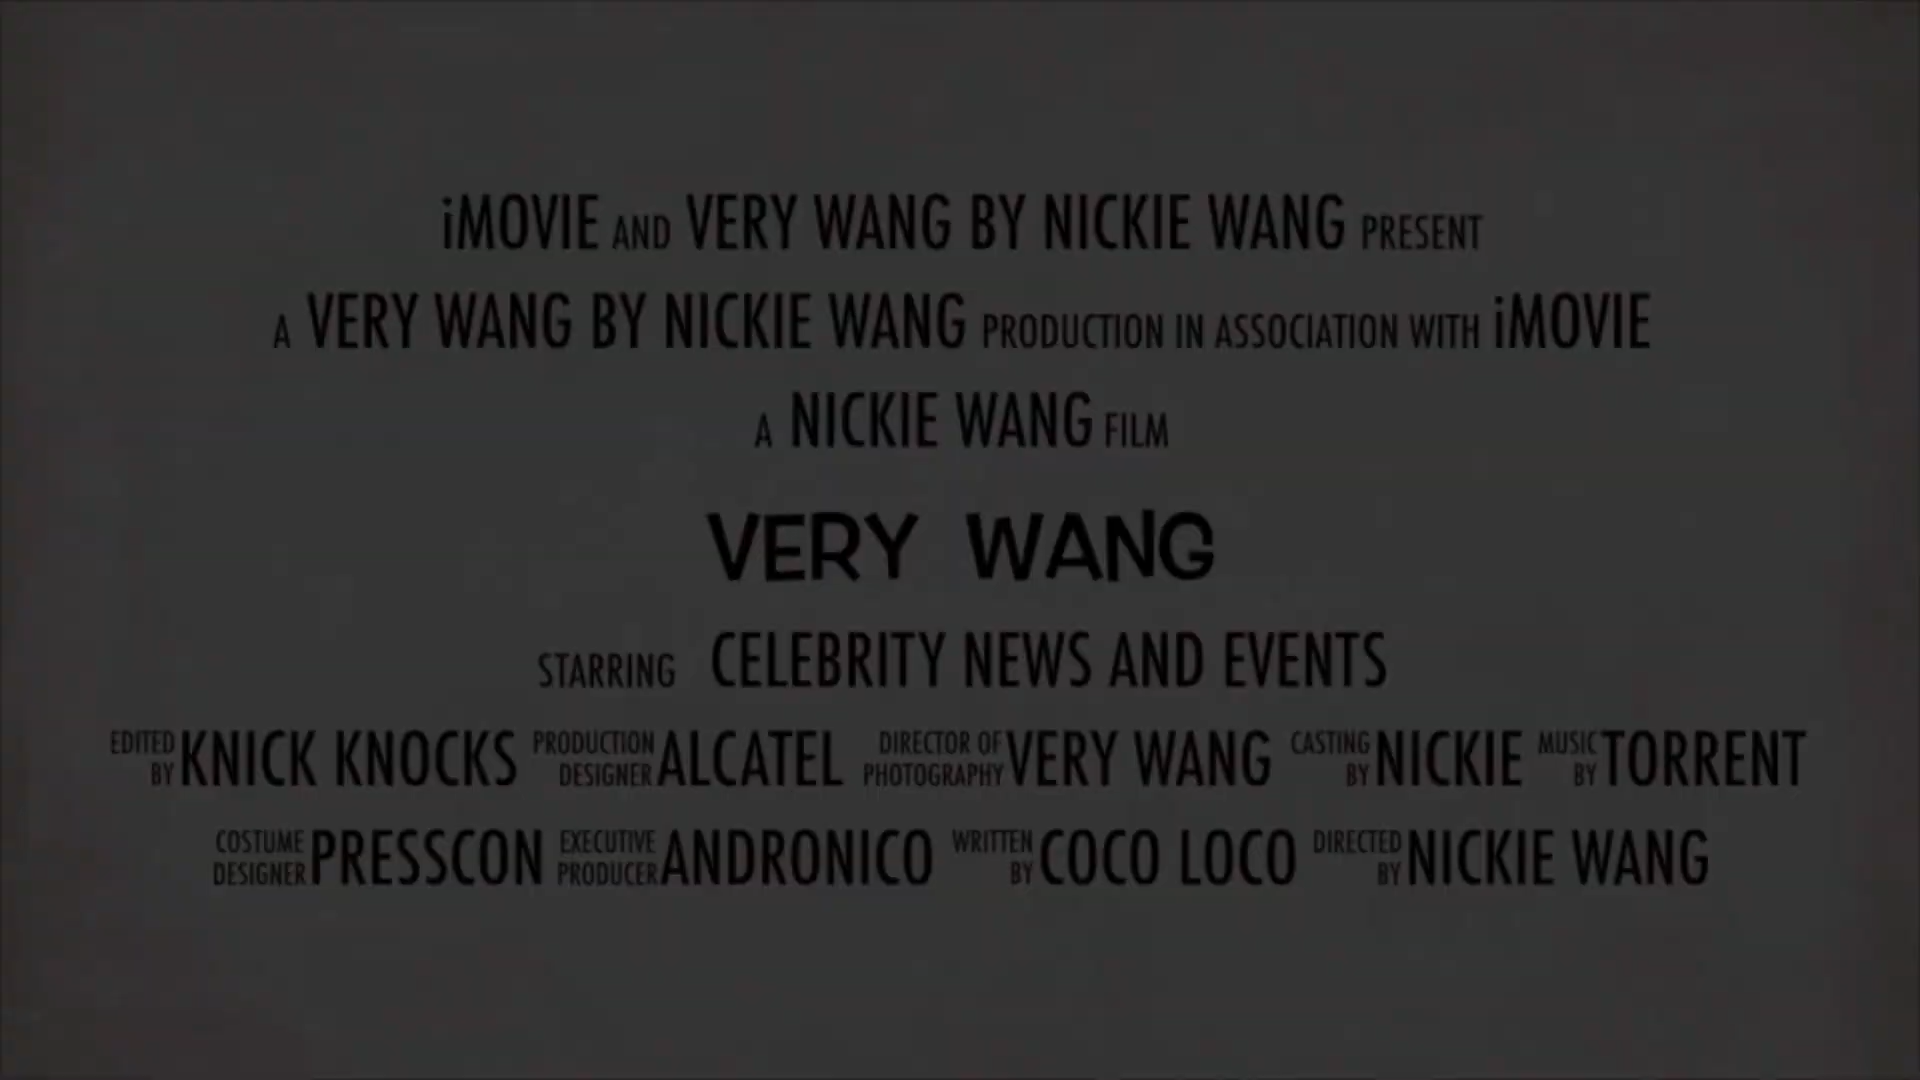 iMOVIE AND VERY WANG BY NICKIE WANG PRESENT
A VERY WANG BY NICKIE WANG PRODUCTION IN ASSOCIATION WITH iMOVIE
A NICKIE WANG FILM
VERY WANG
STARRING CELEBRITY NEWS AND EVENTS
EDITED BY KNICK KNOCKS PRODUCTION DESIGNER ALCATEL DIRECTOR OF PHOTOGRAPHY VERY WANG CASTING BY NICKIE MUSIC BY TORRENT
COSTUME DESIGNER PRESSCON EXECUTIVE PRODUCER ANDRONICO WRITTEN BY COCO LOCO DIRECTED BY NICKIE WANG